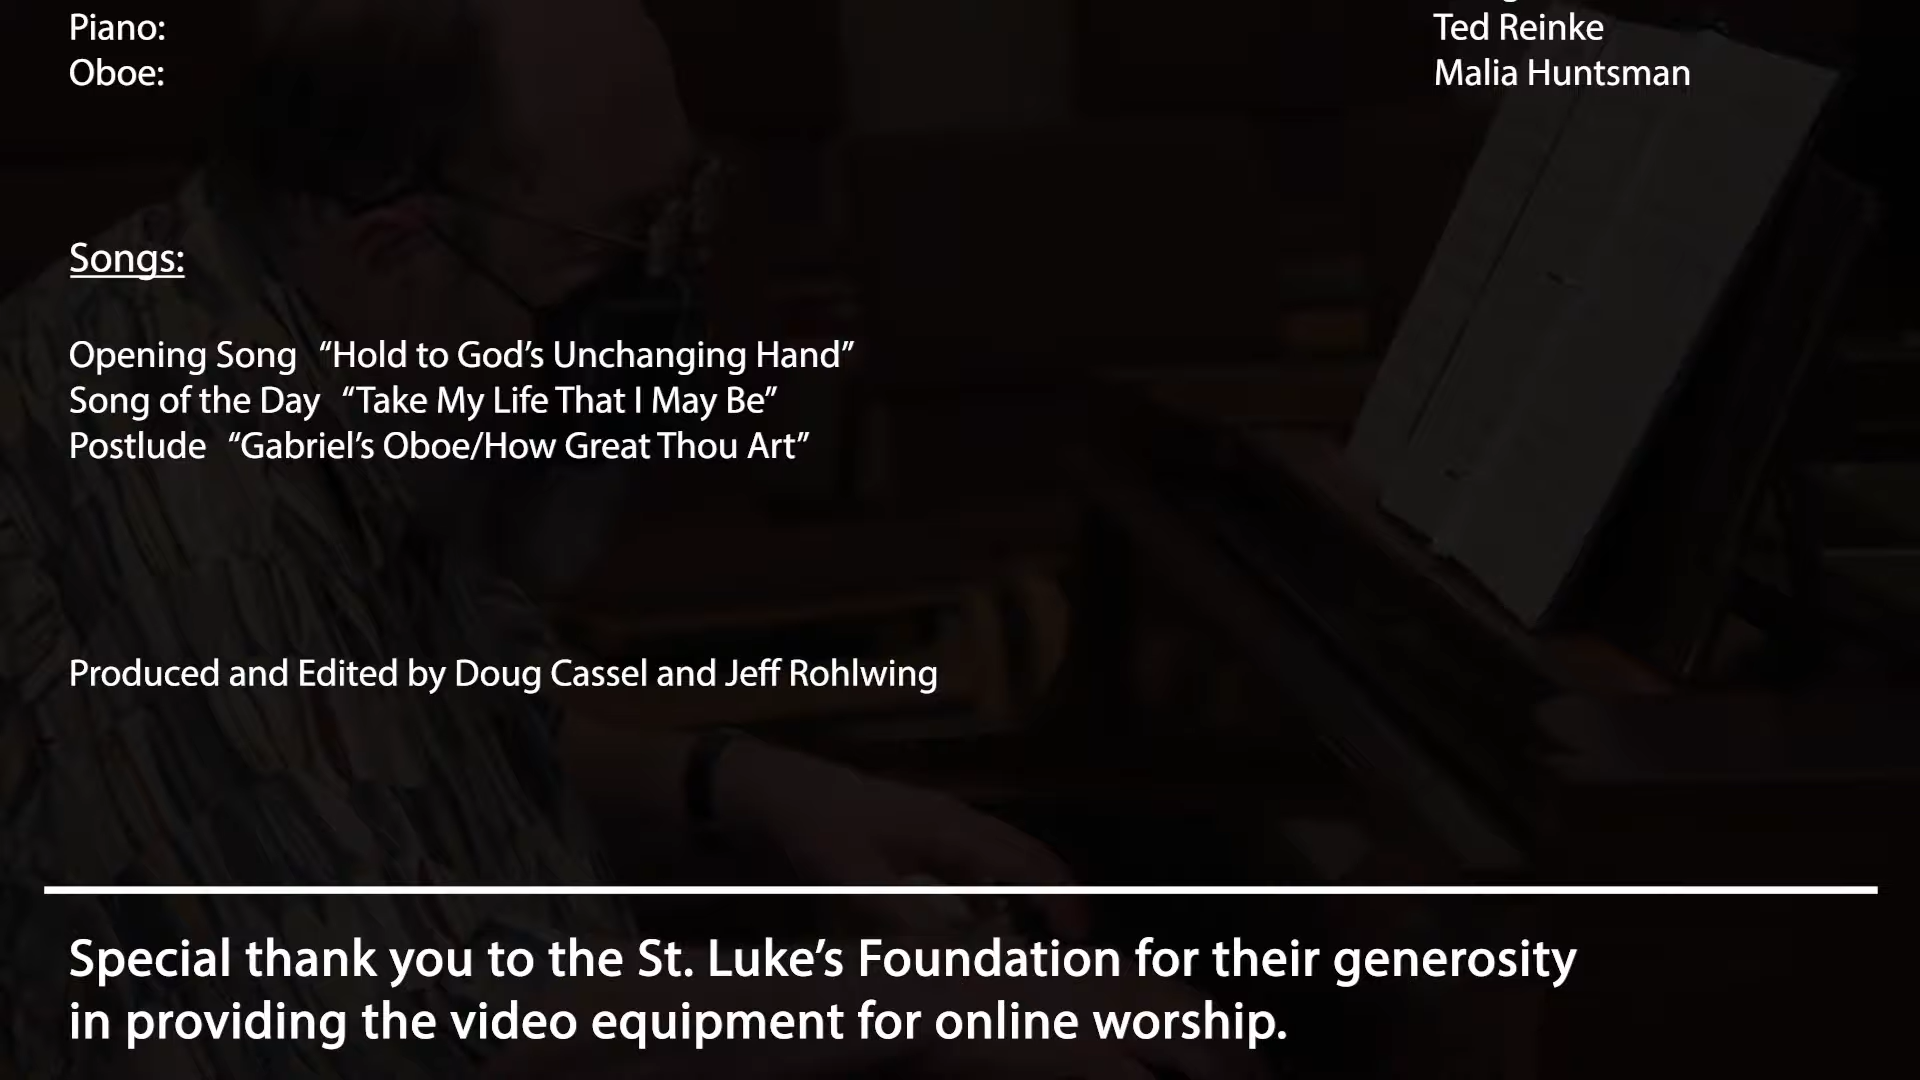 Piano: Ted Reinke
Oboe: Malia Huntsman
Songs:
Opening Song “Hold to God’s Unchanging Hand”
Song of the Day “Take My Life That I May Be”
Postlude “Gabriel’s Oboe/How Great Thou Art”
Produced and Edited by Doug Cassel and Jeff Rohlwing
Special thank you to the St. Luke’s Foundation for their generosity
in providing the video equipment for online worship.